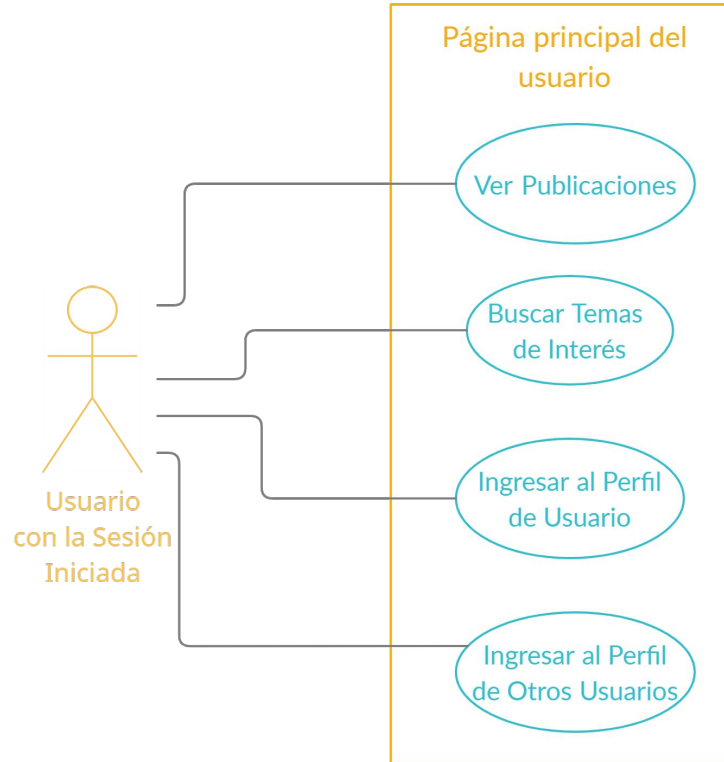 Página principal del
usuario
Ver Publicaciones
Buscar Temas
de Interés
Ingresar al Perfil
de Usuario
Usuario
con la Sesión
Iniciada
Ingresar al Perfil
de Otros Usuarios